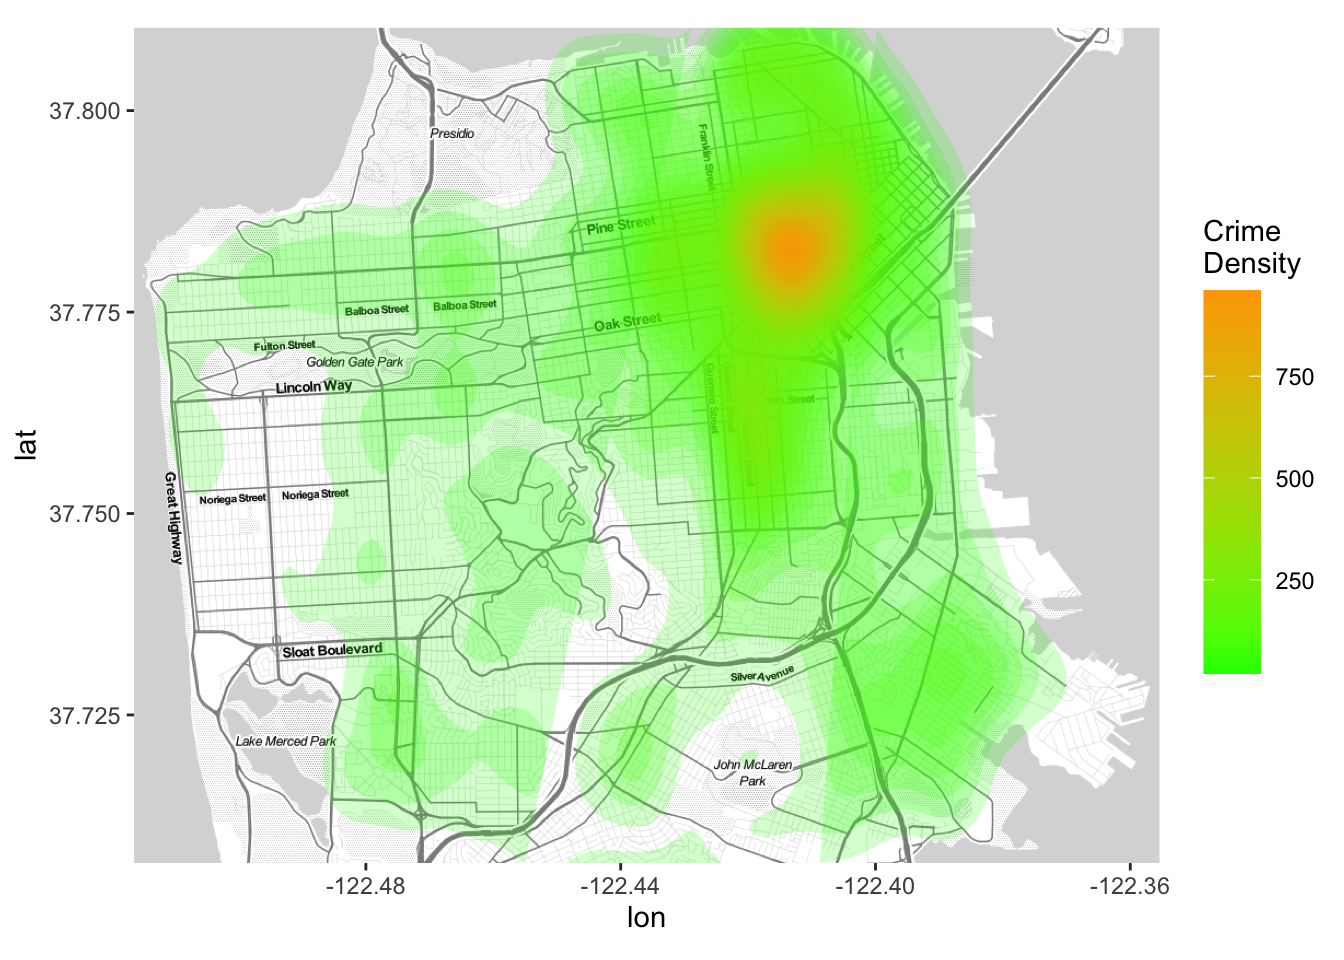 37.800
37.775
37.750
37.725
lat
-122.48
-122.44
-122.40
-122.36
lon
Crime
Density
750
500
250
Presidio
Franklin Street
Pine Street
Balboa Street
Balboa Street
Oak Street
Fulton Street
Golden Gate Park
Lincoln Way
Guerrero Street
Great Highway
Noriega Street
Noriega Street
Sloat Boulevard
Silver Avenue
Lake Merced Park
John McLaren
Park